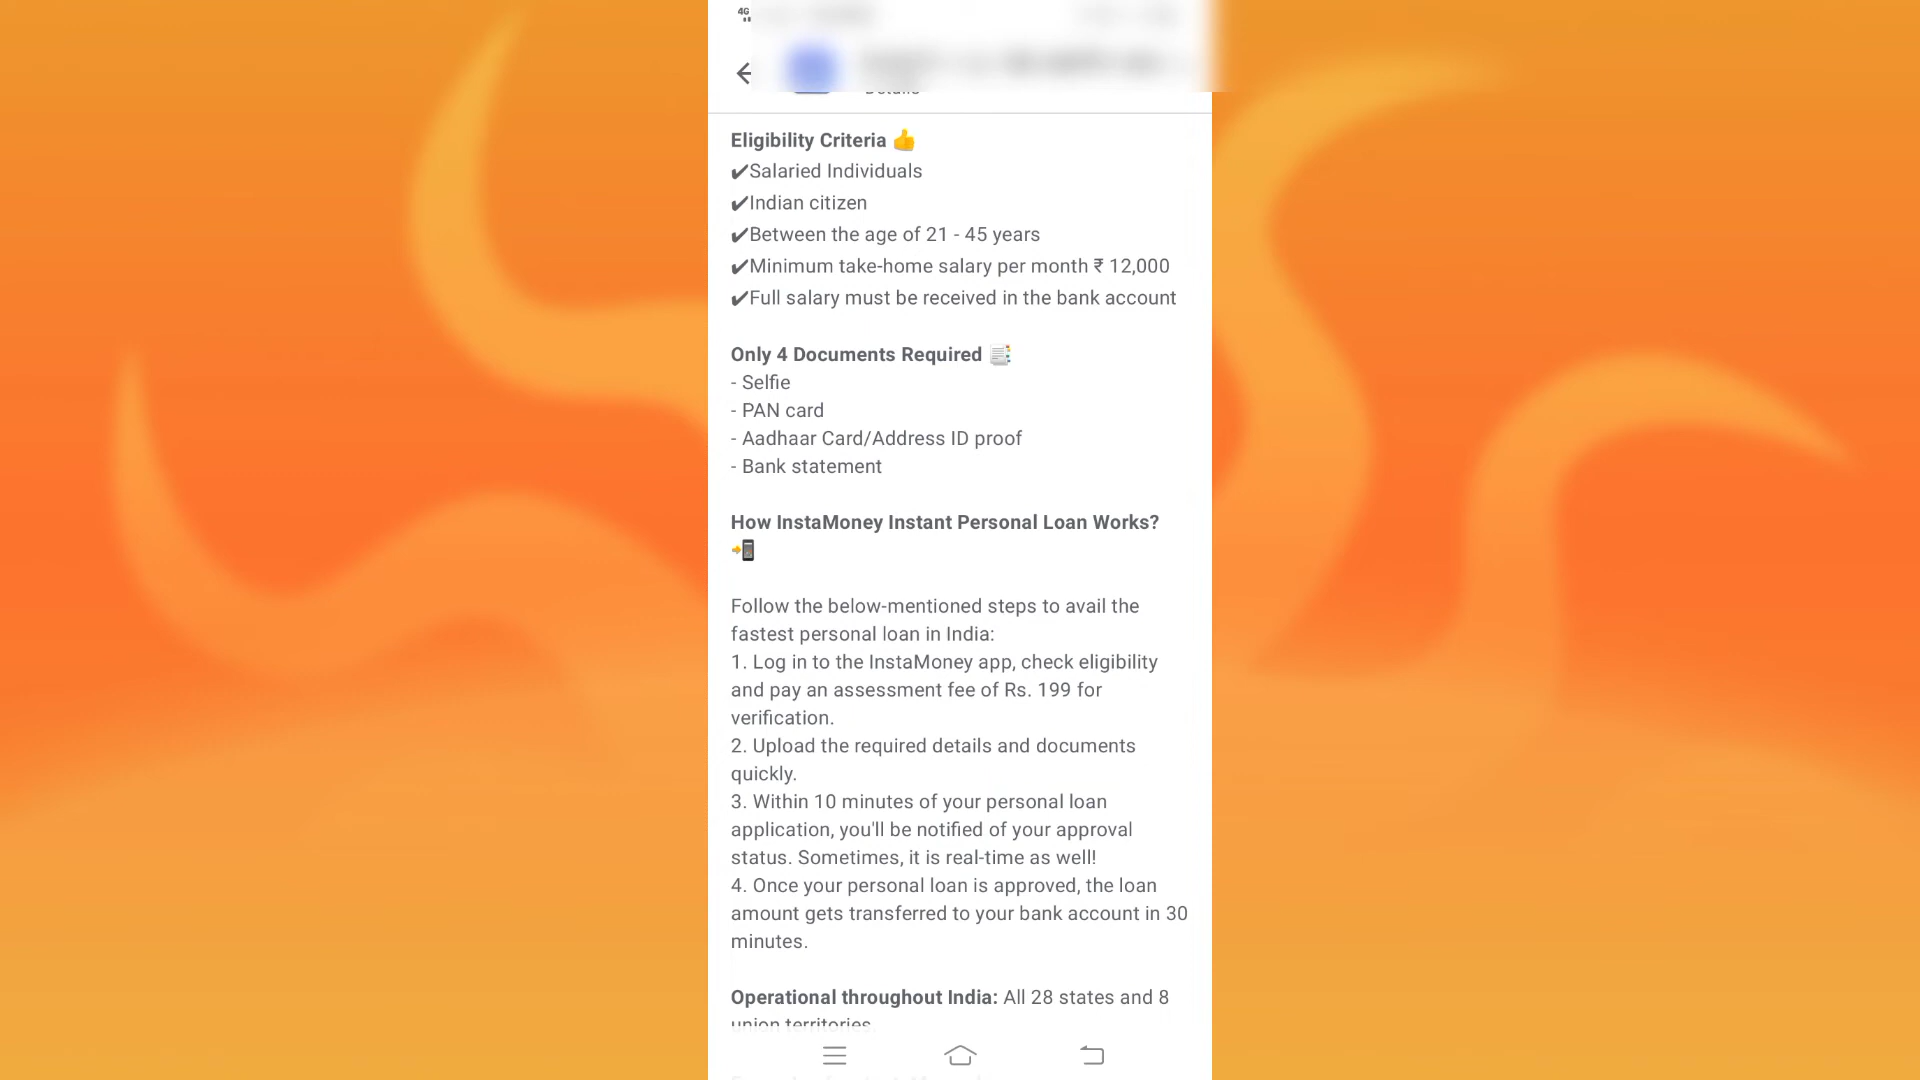 4G
Details
Eligibility Criteria 👍
✔Salaried Individuals
✔Indian citizen
✔Between the age of 21 - 45 years
✔Minimum take-home salary per month ₹ 12,000
✔Full salary must be received in the bank account
Only 4 Documents Required 📑
- Selfie
- PAN card
- Aadhaar Card/Address ID proof
- Bank statement
How InstaMoney Instant Personal Loan Works?
📲
Follow the below-mentioned steps to avail the
fastest personal loan in India:
1. Log in to the InstaMoney app, check eligibility
and pay an assessment fee of Rs. 199 for
verification.
2. Upload the required details and documents
quickly.
3. Within 10 minutes of your personal loan
application, you'll be notified of your approval
status. Sometimes, it is real-time as well!
4. Once your personal loan is approved, the loan
amount gets transferred to your bank account in 30
minutes.
Operational throughout India: All 28 states and 8
union territories